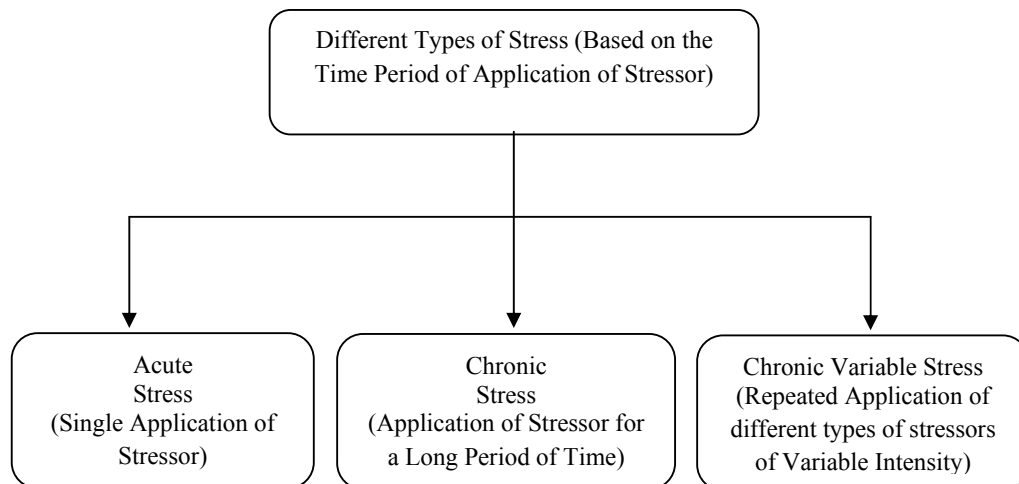 Different Types of Stress (Based on the
Time Period of Application of Stressor)
Acute
Stress
(Single Application of
Stressor)
Chronic
Stress
(Application of Stressor for
a Long Period of Time)
Chronic Variable Stress
(Repeated Application of
different types of stressors
of Variable Intensity)